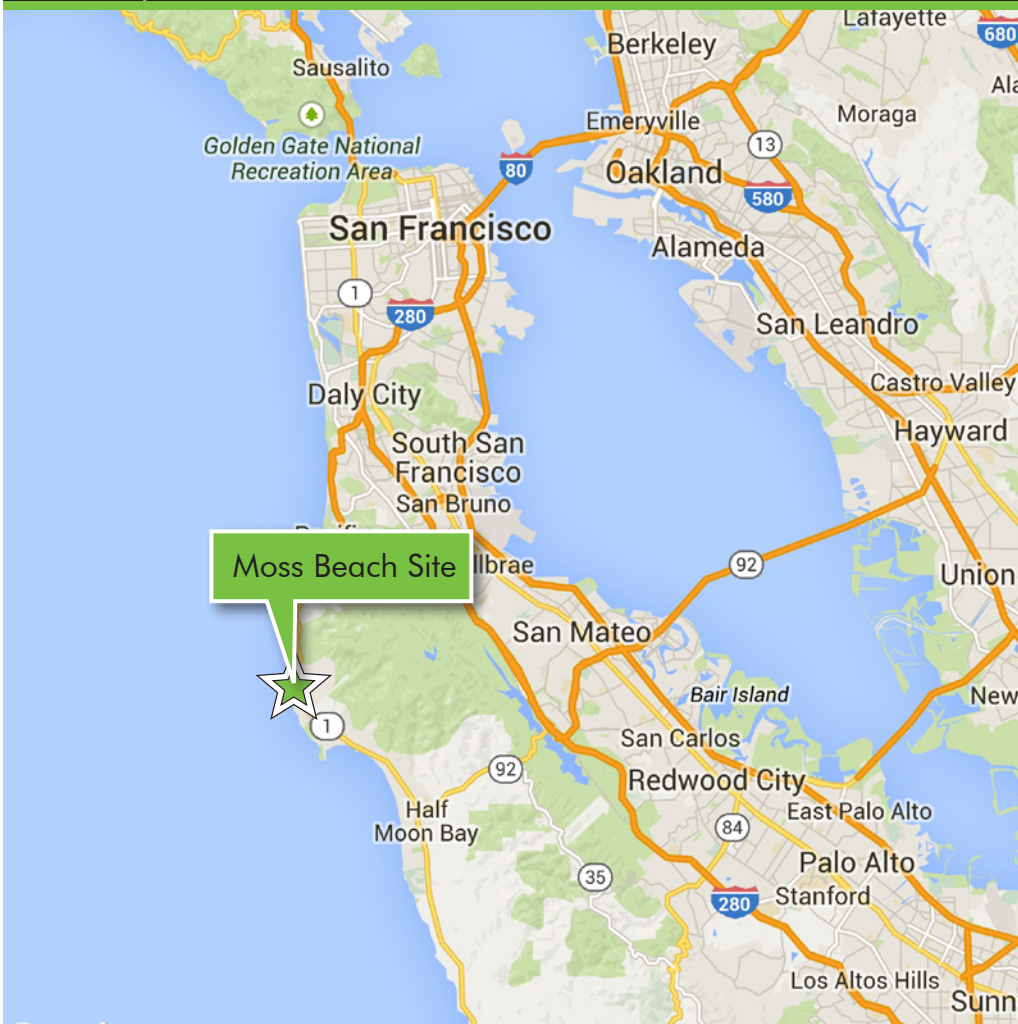 Lafayette
680
Berkeley
Sausalito
Moraga
Emeryville
13
Golden Gate National
Recreation Area
80
Oakland
580
San Francisco
Alameda
1
280
San Leandro
Castro Valley
Daly City
Hayward
South San
Francisco
San Bruno
Moss Beach Site
92
Union
San Mateo
Bair Island
New
1
San Carlos
92
Redwood City
Half
Moon Bay
East Palo Alto
84
Palo Alto
35
Stanford
280
Los Altos Hills
Sunn